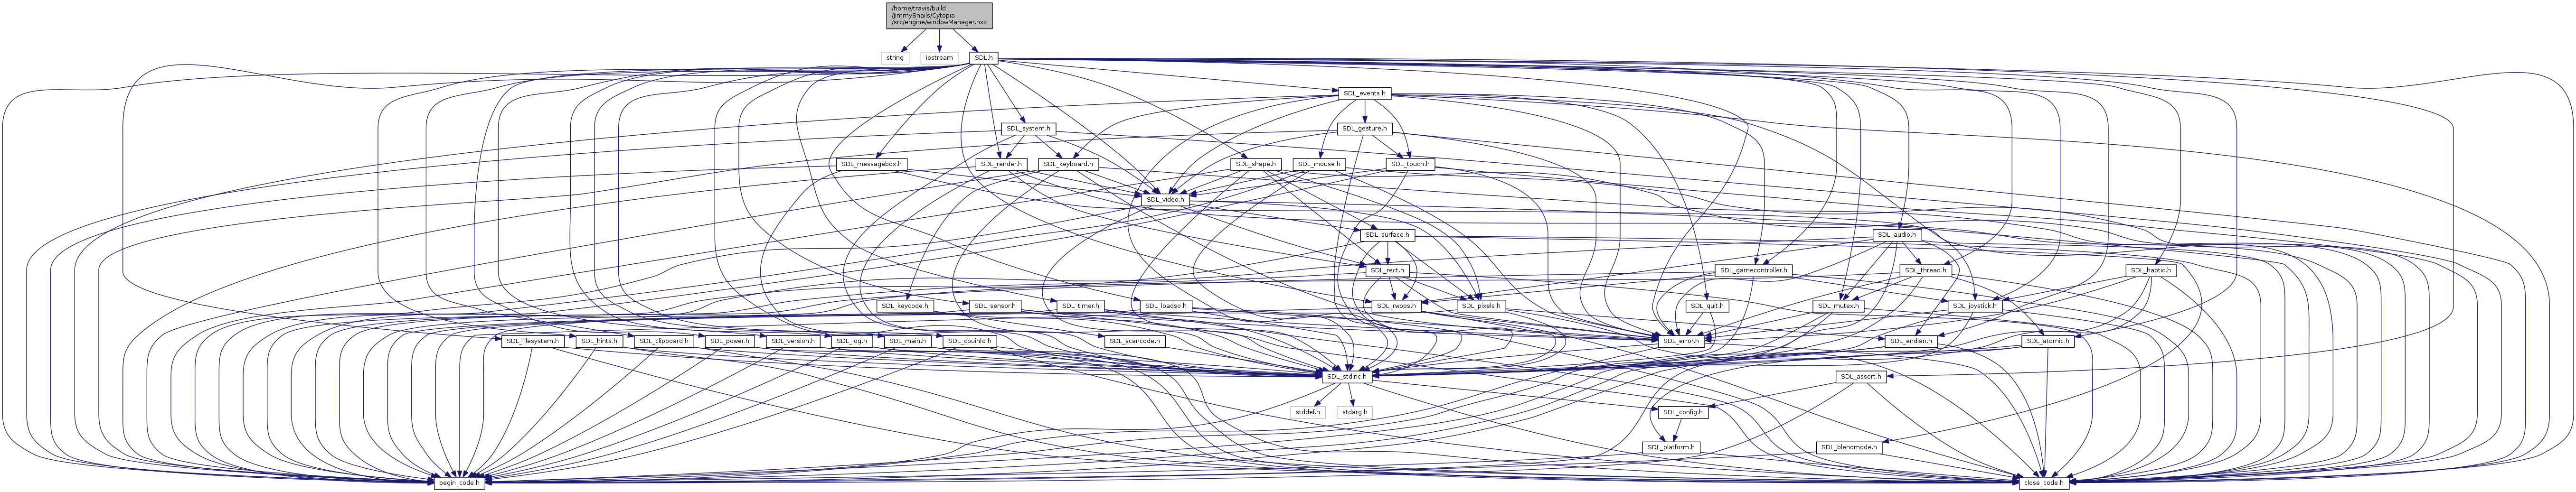 /home/travis/build
/JimmySnails/Cytopia
/src/engine/windowManager.hxx
string
iostream
SDL.h
SDL_events.h
SDL_system.h
SDL_gesture.h
SDL_messagebox.h
SDL_render.h
SDL_keyboard.h
SDL_shape.h
SDL_mouse.h
SDL_touch.h
SDL_video.h
SDL_surface.h
SDL_audio.h
SDL_rect.h
SDL_gamecontroller.h
SDL_thread.h
SDL_haptic.h
SDL_keycode.h
SDL_sensor.h
SDL_timer.h
SDL_loadso.h
SDL_rwops.h
SDL_pixels.h
SDL_quit.h
SDL_mutex.h
SDL_joystick.h
SDL_filesystem.h
SDL_hints.h
SDL_clipboard.h
SDL_power.h
SDL_version.h
SDL_log.h
SDL_main.h
SDL_cpuinfo.h
SDL_scancode.h
SDL_error.h
SDL_endian.h
SDL_atomic.h
SDL_stdinc.h
SDL_assert.h
stddef.h
stdarg.h
SDL_config.h
SDL_platform.h
SDL_blendmode.h
begin_code.h
close_code.h